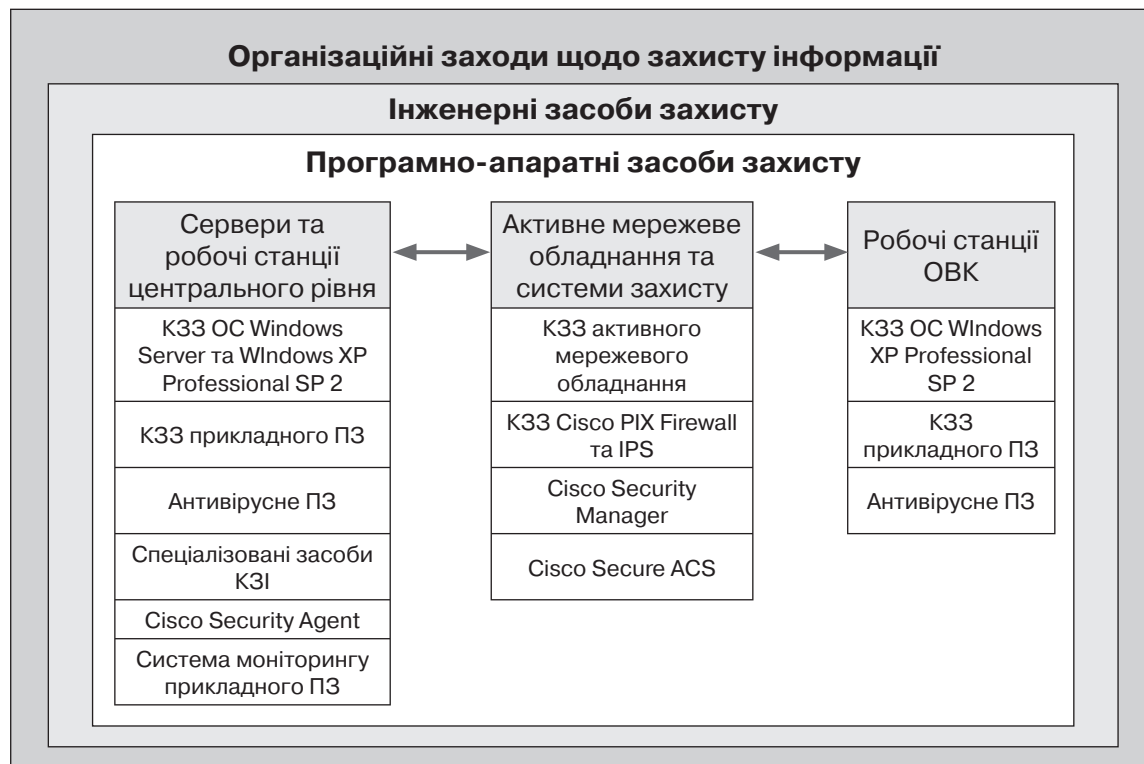 Організаційні заходи щодо захисту інформації
Інженерні засоби захисту
Програмно-апаратні засоби захисту
Сервери та
робочі станції
центрального рівня
КЗЗ ОС Windows
Server та WIndows XP
Professional SP 2
КЗЗ прикладного ПЗ
Антивірусне ПЗ
Спеціалізовані засоби
КЗІ
Cisco Security Agent
Система моніторингу
прикладного ПЗ
Активне мережеве
обладнання та
системи захисту
КЗЗ активного
мережевого
обладнання
КЗЗ Cisco PIX Firewall
та IPS
Cisco Security
Manager
Cisco Secure ACS
Робочі станції
ОВК
КЗЗ ОС WIndows
XP Professional
SP 2
КЗЗ
прикладного ПЗ
Антивірусне ПЗ